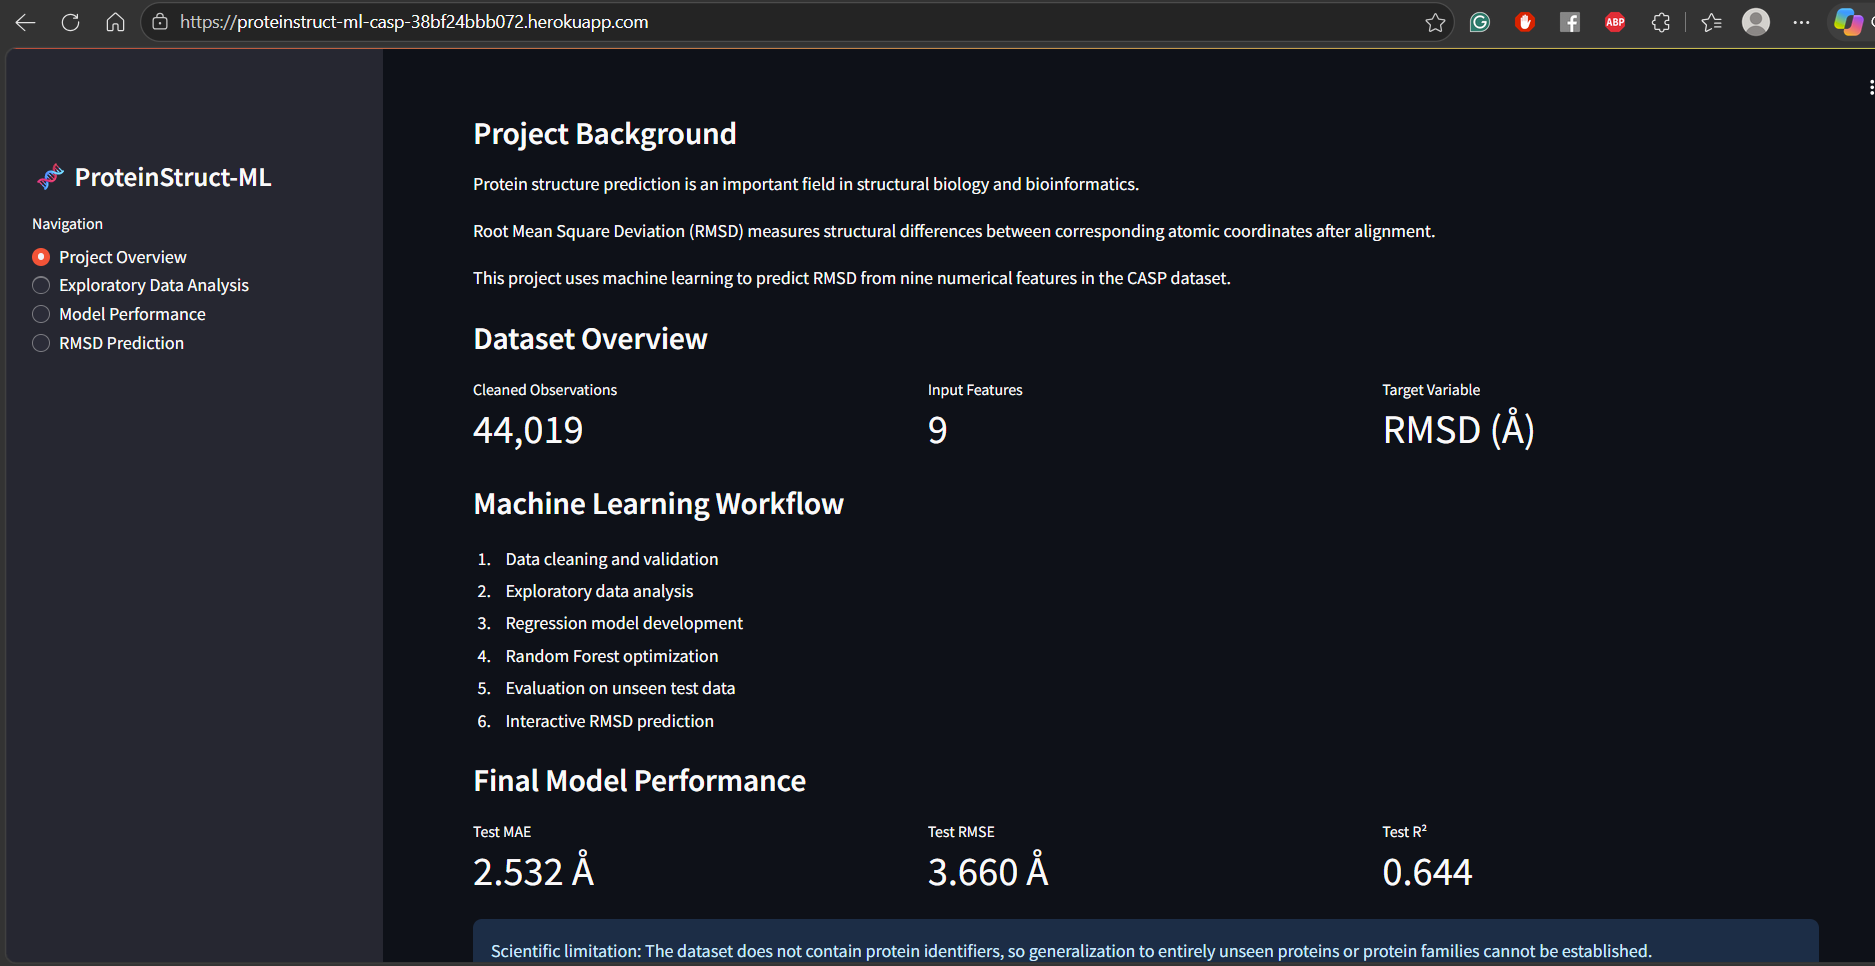 https://proteinstruct-ml-casp-38bf24bbb072.herokuapp.com
ABP
🧬 ProteinStruct-ML
Navigation
Project Overview
Exploratory Data Analysis
Model Performance
RMSD Prediction
Project Background
Protein structure prediction is an important field in structural biology and bioinformatics.
Root Mean Square Deviation (RMSD) measures structural differences between corresponding atomic coordinates after alignment.
This project uses machine learning to predict RMSD from nine numerical features in the CASP dataset.
Dataset Overview
Cleaned Observations Input Features Target Variable
44,019 9 RMSD (Å)
Machine Learning Workflow
1. Data cleaning and validation
2. Exploratory data analysis
3. Regression model development
4. Random Forest optimization
5. Evaluation on unseen test data
6. Interactive RMSD prediction
Final Model Performance
Test MAE Test RMSE Test R²
2.532 Å 3.660 Å 0.644
Scientific limitation: The dataset does not contain protein identifiers, so generalization to entirely unseen proteins or protein families cannot be established.